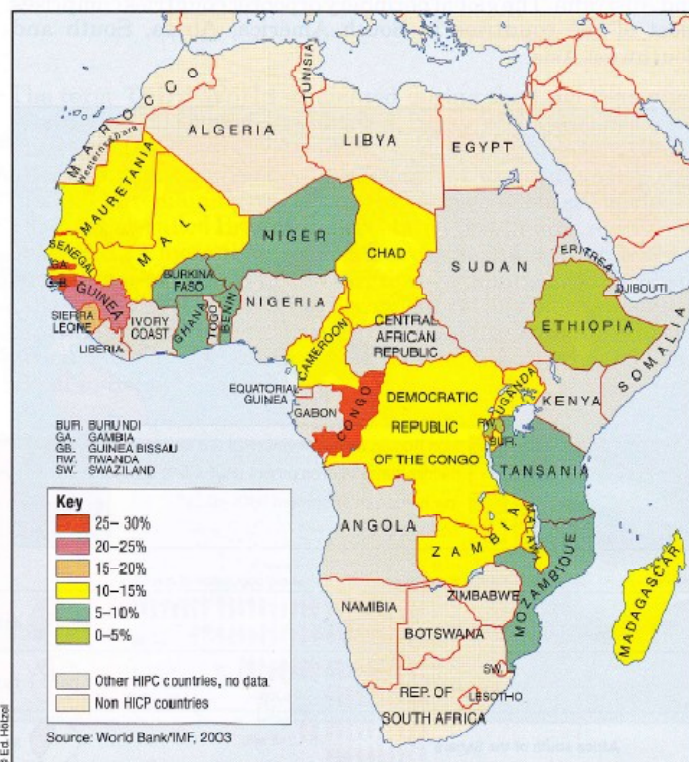 MOROCCO
Western Sahara
ALGERIA
TUNISIA
LIBYA
EGYPT
MAURETANIA
MALI
NIGER
CHAD
SUDAN
ERITREA
DJIBOUTI
SENEGAL
GA.
G.B.
GUINEA
SIERRA
LEONE
LIBERIA
IVORY
COAST
BURKINA
FASO
GHANA
TOGO
BENIN
NIGERIA
CAMEROON
CENTRAL
AFRICAN
REPUBLIC
ETHIOPIA
SOMALIA
EQUATORIAL-
GUINEA
GABON
CONGO
DEMOCRATIC
REPUBLIC
OF THE CONGO
UGANDA
KENYA
RW.
BUR.
TANSANIA
ANGOLA
ZAMBIA
MALAWI
MOZAMBIQUE
MADAGASCAR
NAMIBIA
ZIMBABWE
BOTSWANA
SW.
LESOTHO
REP. OF
SOUTH AFRICA
BUR. BURUNDI
GA. GAMBIA
GB. GUINEA BISSAU
RW. RWANDA
SW. SWAZILAND
Key
25–30%
20–25%
15–20%
10–15%
5–10%
0–5%
Other HIPC countries, no data
Non HICP countries
Source: World Bank/IMF, 2003
© Ed. Hölzel